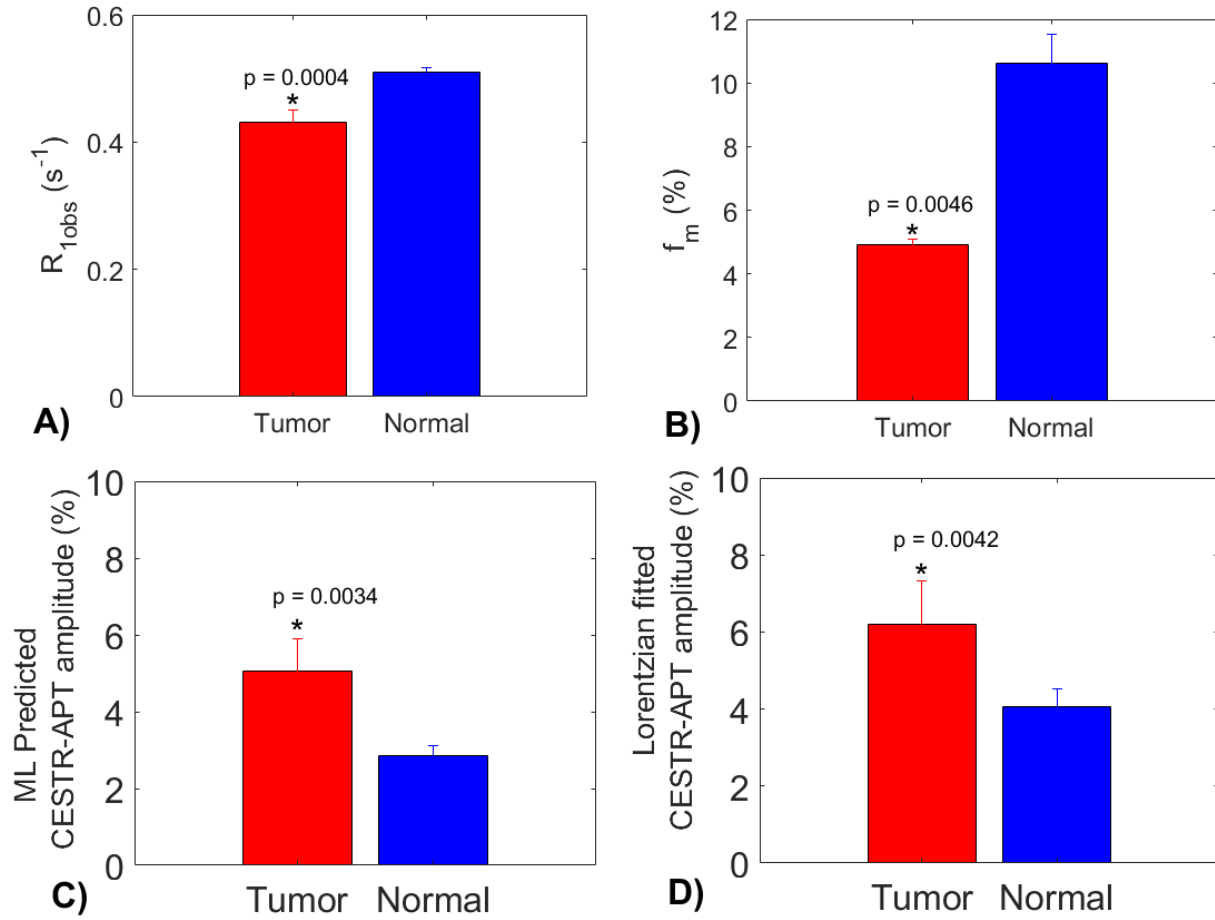 0.6
0.4
0.2
0
R1obs (s-1)
p = 0.0004
*
Tumor Normal
A)
12
10
8
6
4
2
0
fm (%)
p = 0.0046
*
Tumor Normal
B)
10
8
6
4
2
0
ML Predicted
CESTR-APT amplitude (%)
p = 0.0034
*
Tumor Normal
C)
10
8
6
4
2
0
Lorentzian fitted
CESTR-APT amplitude (%)
p = 0.0042
*
Tumor Normal
D)